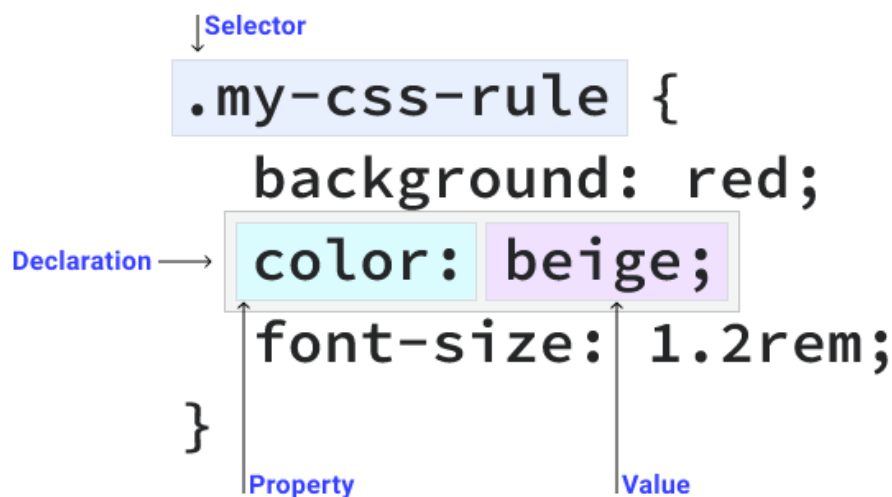 Selector
.my-css-rule {
background: red;
Declaration color: beige;
font-size: 1.2rem;
}
Property Value